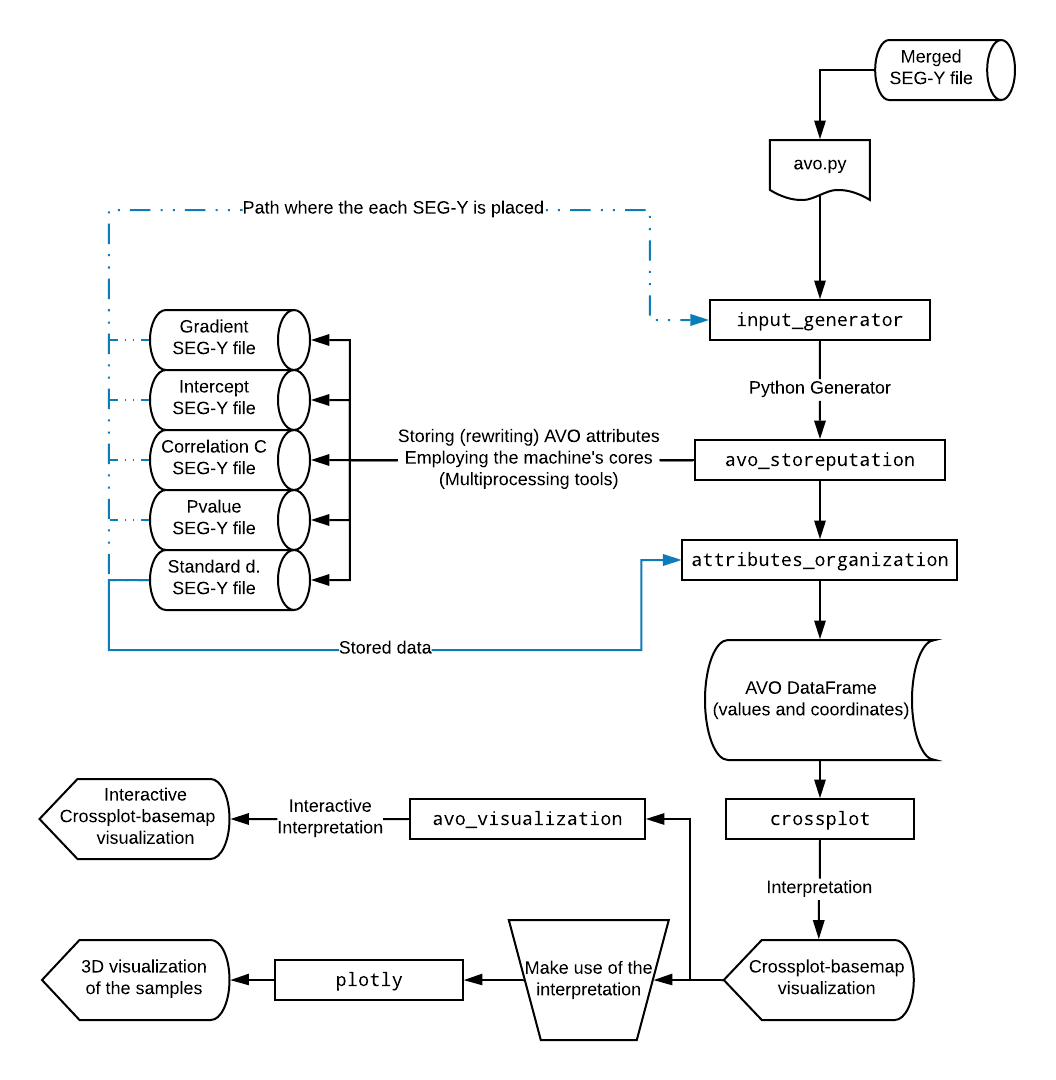 Merged
SEG-Y file
avo.py
Path where the each SEG-Y is placed
input_generator
Gradient
SEG-Y file
Python Generator
Intercept
SEG-Y file
Storing (rewriting) AVO attributes
Employing the machine's cores
(Multiprocessing tools)
avo_storeputation
Correlation C
SEG-Y file
Pvalue
SEG-Y file
attributes_organization
Standard d.
SEG-Y file
Stored data
AVO DataFrame
(values and coordinates)
Interactive
Crossplot-basemap
visualization
Interactive
Interpretation
avo_visualization
crossplot
Interpretation
3D visualization
of the samples
plotly
Make use of the
interpretation
Crossplot-basemap
visualization